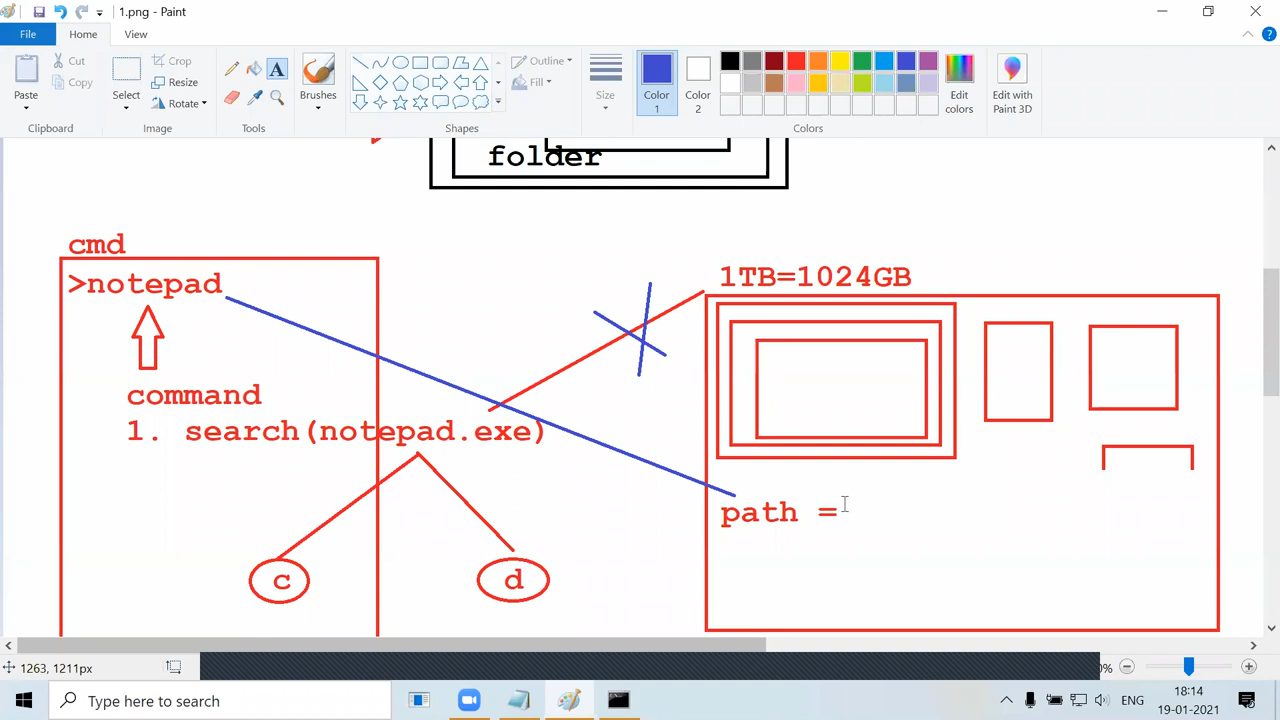 1.png - Paint
File
Home
View
Paste
Cut
Copy
Clipboard
Select
Crop
Resize
Rotate
Image
A
Tools
Brushes
Outline
Fill
Shapes
Size
Color 1
Color 2
Edit colors
Edit with Paint 3D
Colors
folder
cmd
>notepad
command
1. search(notepad.exe)
c
d
1TB=1024GB
path =
1263, 1211px
0%
Type here to search
ENG
18:14
19-01-2021